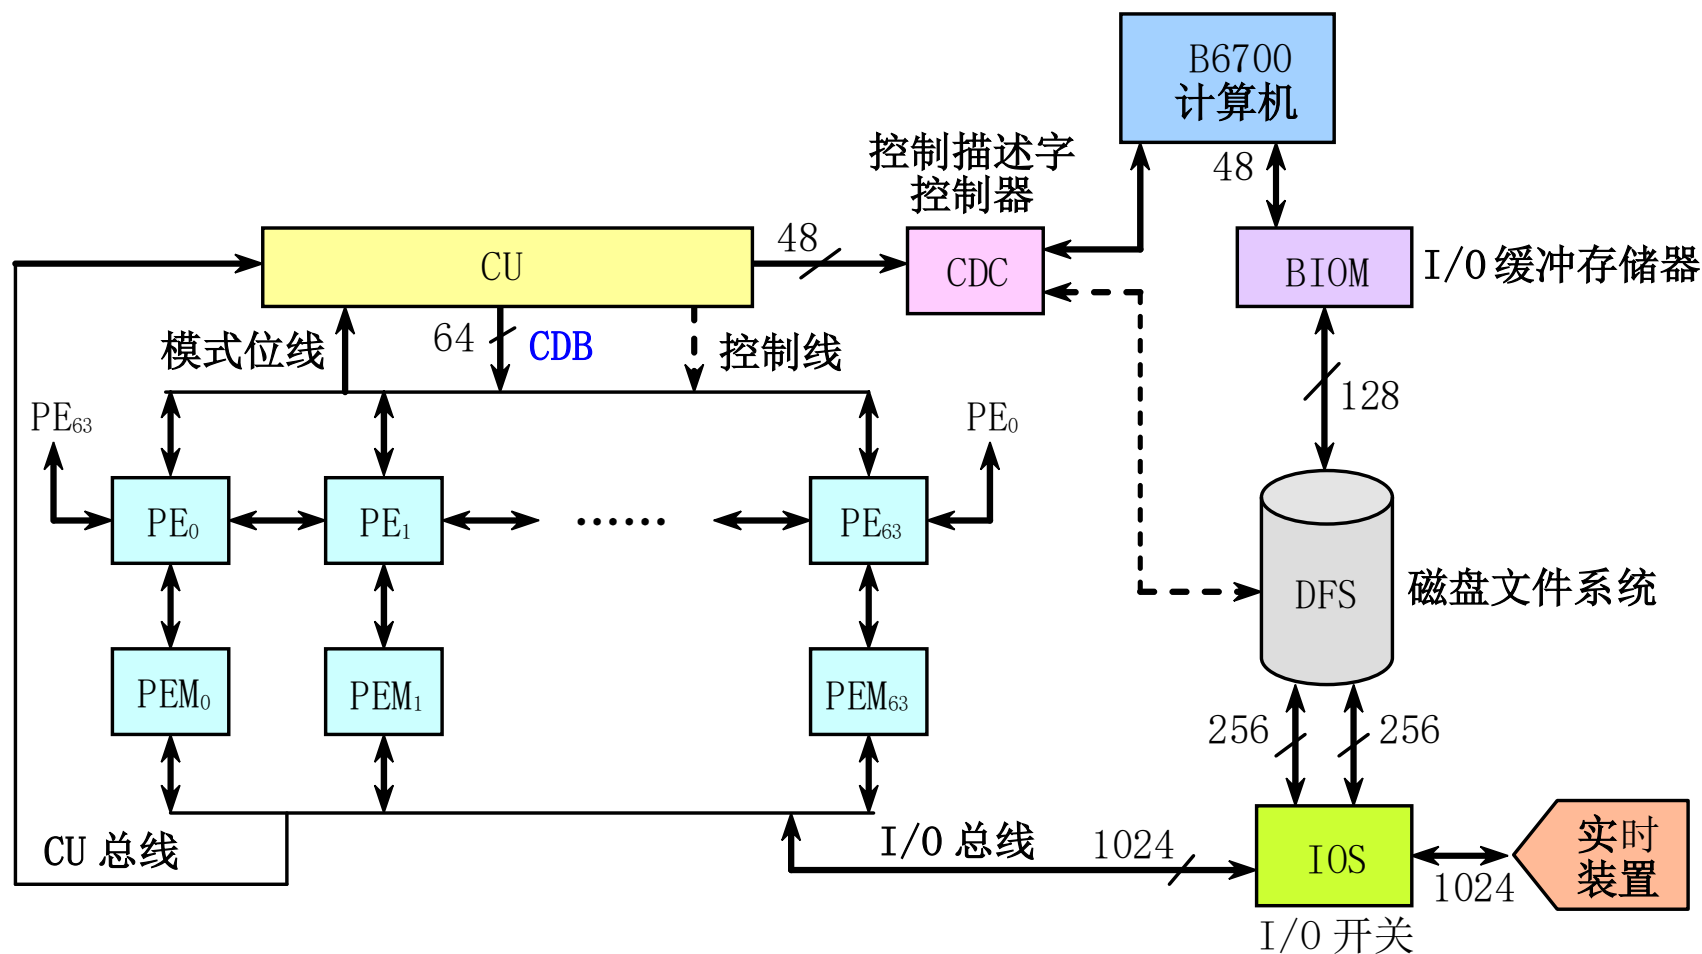 B6700
计算机
控制描述字
控制器
48
CU
48
CDC
BIOM
I/O 缓冲存储器
模式位线
64
CDB
控制线
128
PE63
PE0
PE0
PE1
······
PE63
DFS
磁盘文件系统
PEM0
PEM1
PEM63
256
256
CU 总线
I/O 总线
1024
IOS
1024
实时
装置
I/O 开关